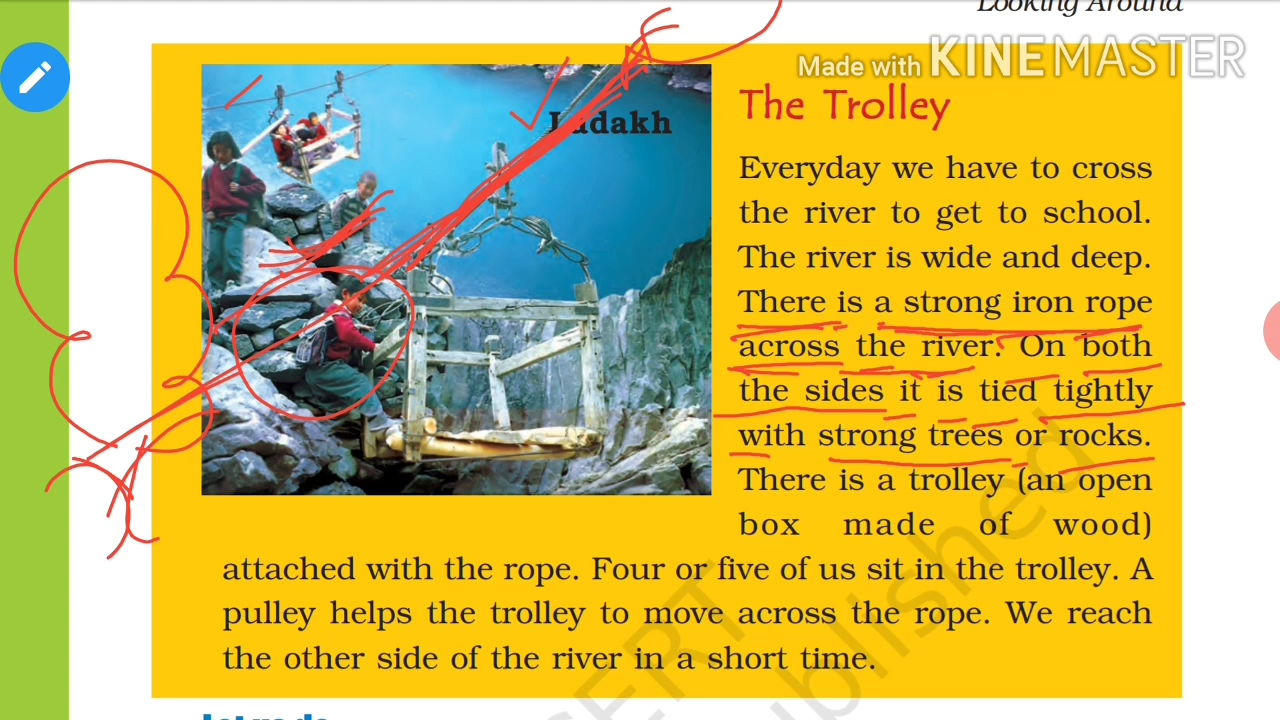 Looking Around
Made with KINEMASTER
Ladakh
The Trolley
Everyday we have to cross
the river to get to school.
The river is wide and deep.
There is a strong iron rope
across the river. On both
the sides it is tied tightly
with strong trees or rocks.
There is a trolley (an open
box made of wood)
attached with the rope. Four or five of us sit in the trolley. A
pulley helps the trolley to move across the rope. We reach
the other side of the river in a short time.